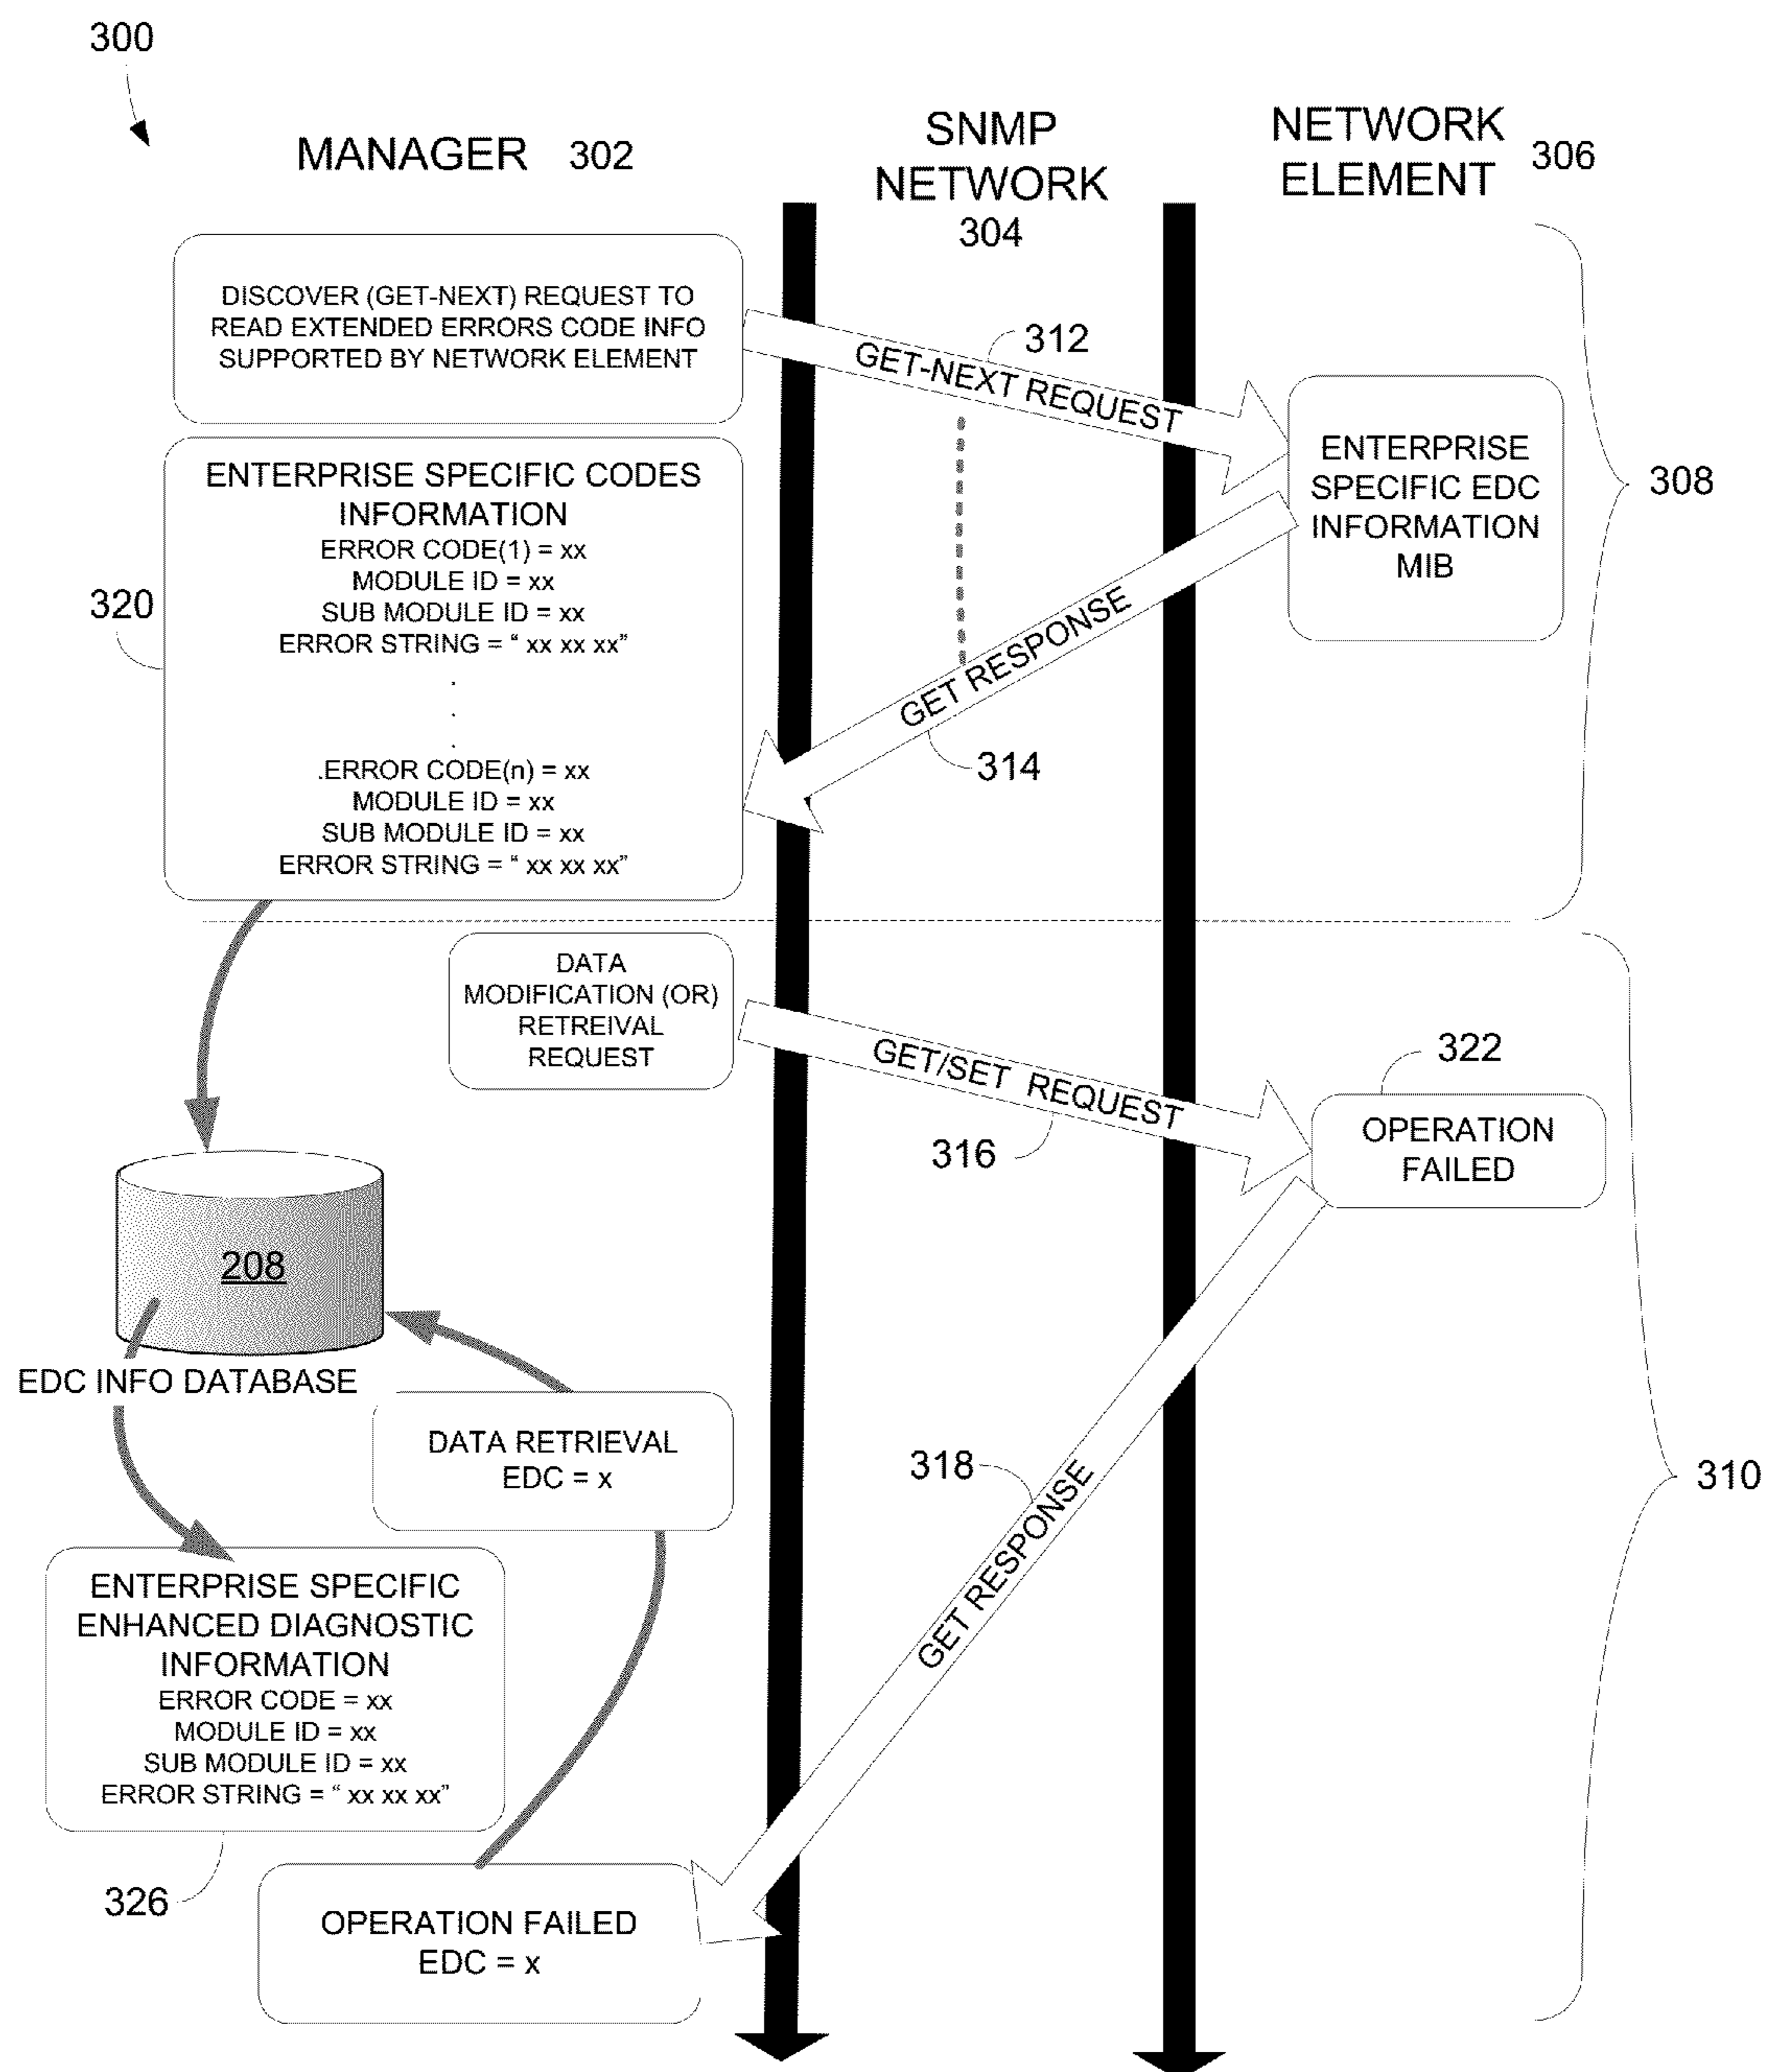 300
MANAGER 302
SNMP
NETWORK
304
NETWORK
ELEMENT
306
DISCOVER (GET-NEXT) REQUEST TO
READ EXTENDED ERRORS CODE INFO
SUPPORTED BY NETWORK ELEMENT
312
GET-NEXT REQUEST
ENTERPRISE
SPECIFIC EDC
INFORMATION
MIB
308
ENTERPRISE SPECIFIC CODES
INFORMATION
ERROR CODE(1) = xx
MODULE ID = xx
SUB MODULE ID = xx
ERROR STRING = “ xx xx xx”
.
.
.
.ERROR CODE(n) = xx
MODULE ID = xx
SUB MODULE ID = xx
ERROR STRING = “ xx xx xx”
320
GET RESPONSE
314
DATA
MODIFICATION (OR)
RETREIVAL
REQUEST
GET/SET REQUEST
316
322
OPERATION
FAILED
208
EDC INFO DATABASE
DATA RETRIEVAL
EDC = x
318
GET RESPONSE
310
ENTERPRISE SPECIFIC
ENHANCED DIAGNOSTIC
INFORMATION
ERROR CODE = xx
MODULE ID = xx
SUB MODULE ID = xx
ERROR STRING = “ xx xx xx”
326
OPERATION FAILED
EDC = x